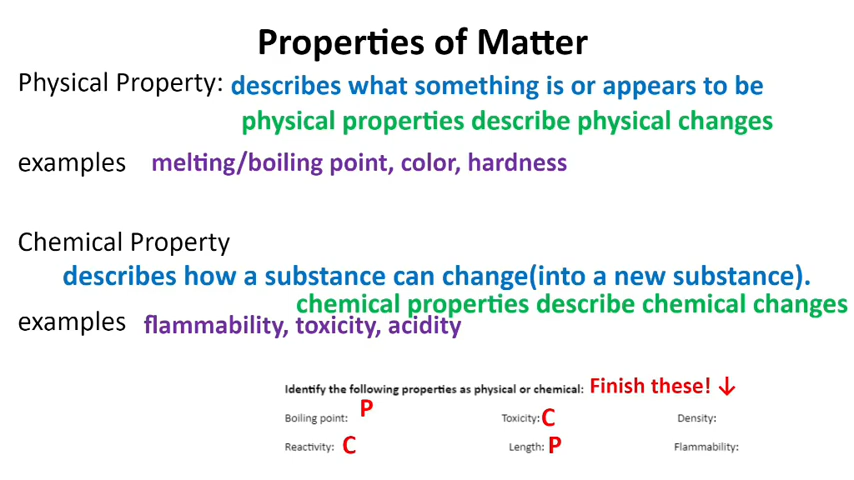 Properties of Matter
Physical Property: describes what something is or appears to be
physical properties describe physical changes
examples melting/boiling point, color, hardness
Chemical Property
describes how a substance can change(into a new substance).
chemical properties describe chemical changes
examples flammability, toxicity, acidity
Identify the following properties as physical or chemical: Finish these! ↓
Boiling point: P Toxicity: C Density:
Reactivity: C Length: P Flammability: